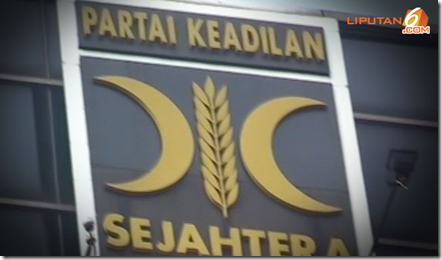 LIPUTAN6
.COM
PARTAI KEADILAN
SEJAHTERA